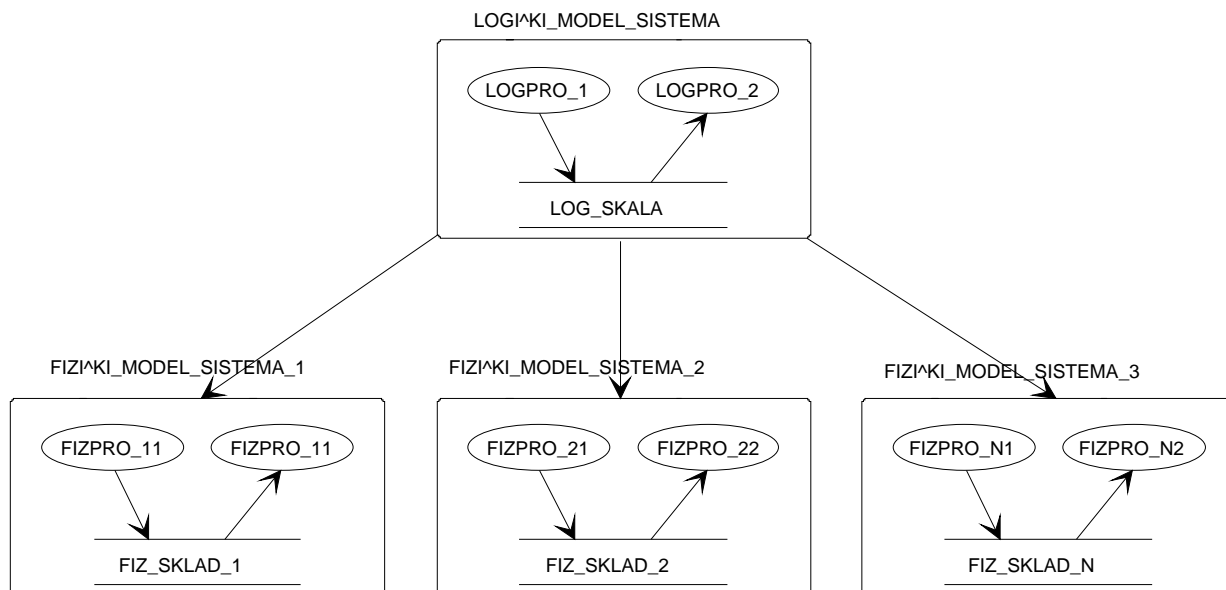 LOGI^KI_MODEL_SISTEMA
LOGPRO_1 LOGPRO_2
LOG_SKALA
FIZI^KI_MODEL_SISTEMA_1 FIZI^KI_MODEL_SISTEMA_2 FIZI^KI_MODEL_SISTEMA_3
FIZPRO_11 FIZPRO_11 FIZPRO_21 FIZPRO_22 FIZPRO_N1 FIZPRO_N2
FIZ_SKLAD_1 FIZ_SKLAD_2 FIZ_SKLAD_N